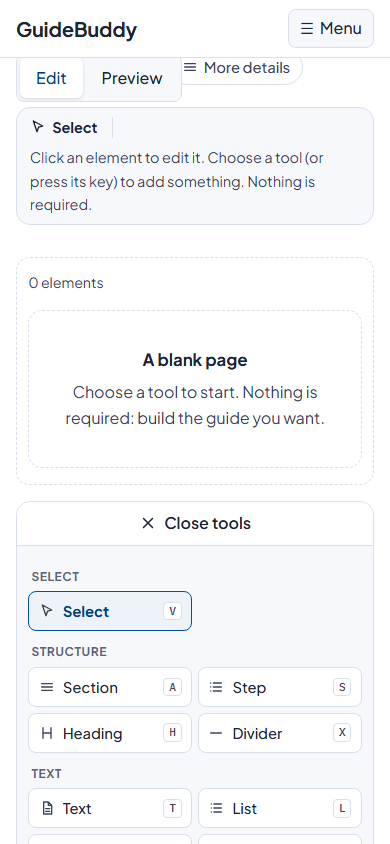 GuideBuddy
Menu
Edit
Preview
More details
Select
Click an element to edit it. Choose a tool (or
press its key) to add something. Nothing is
required.
0 elements
A blank page
Choose a tool to start. Nothing is
required: build the guide you want.
Close tools
SELECT
Select V
STRUCTURE
Section A
Step S
Heading H
Divider X
TEXT
Text T
List L